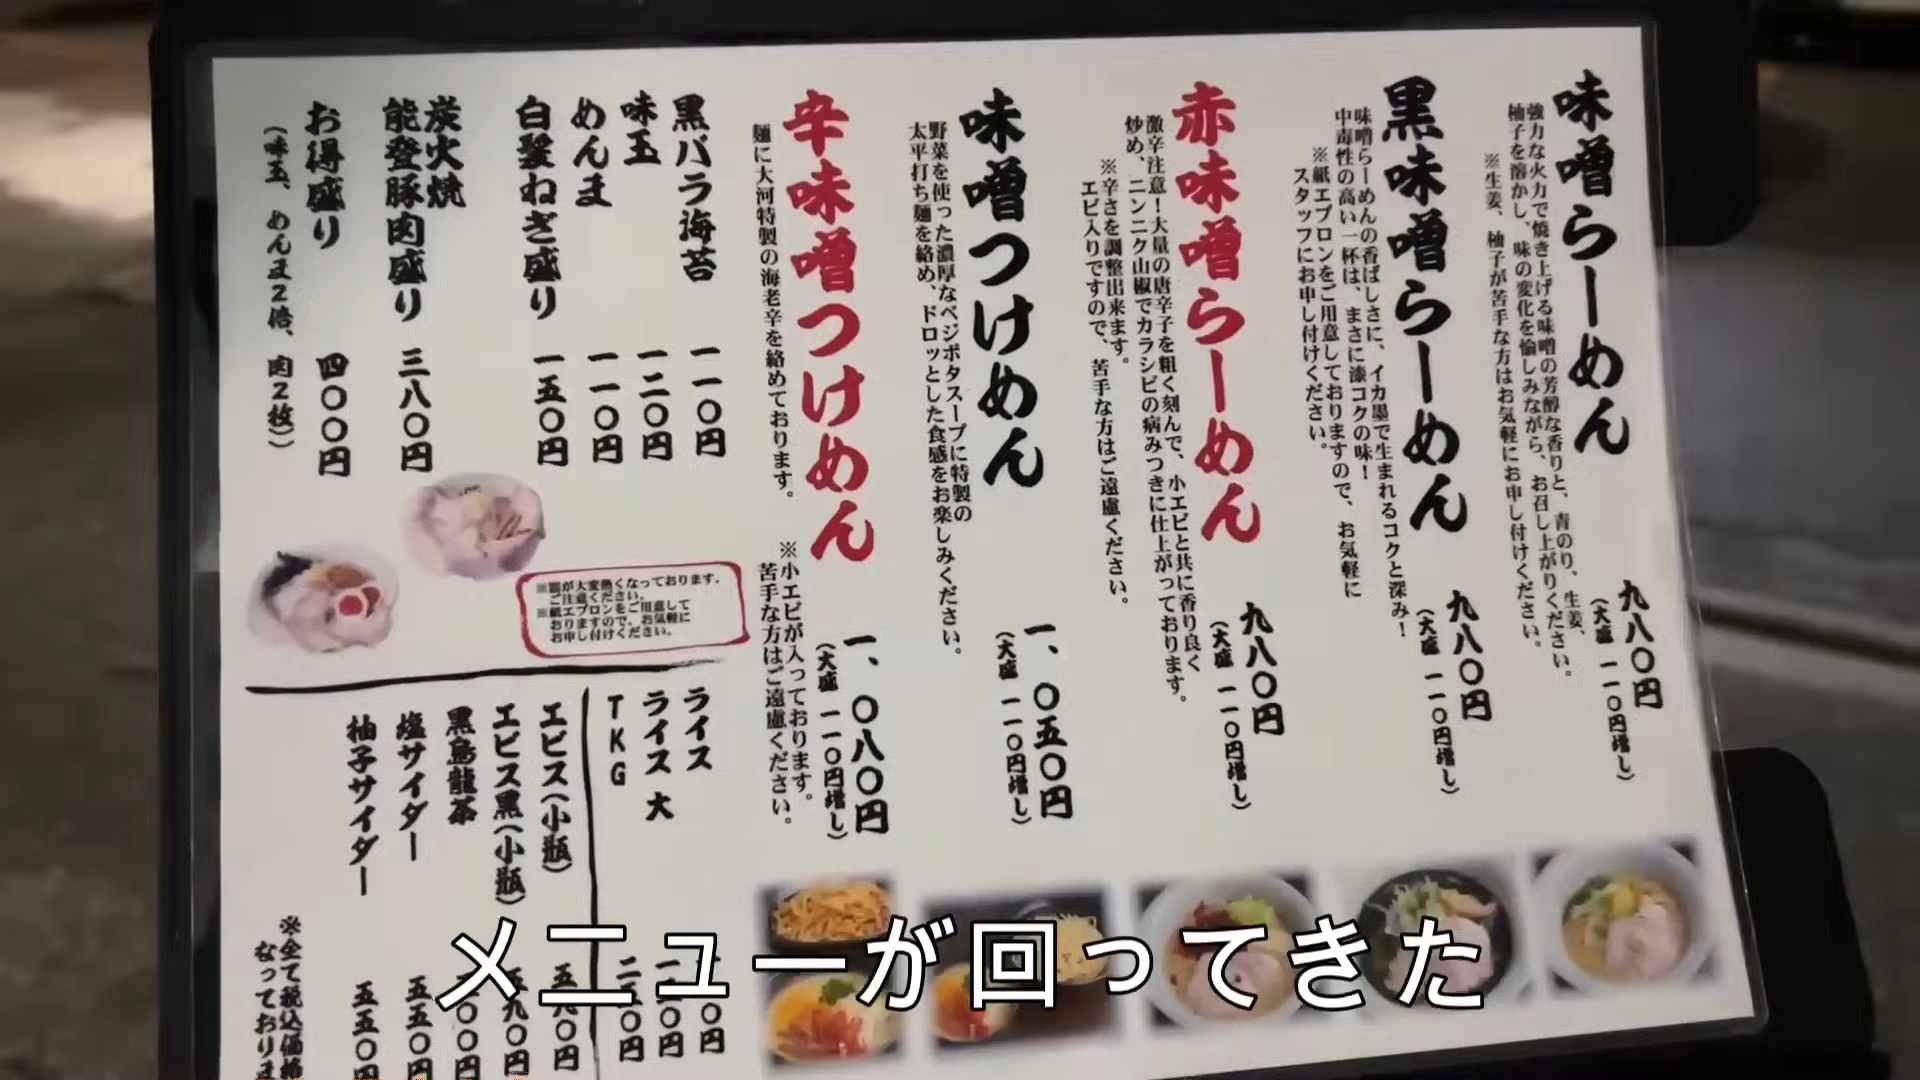 味噌らーめん
強力な火力で焼き上げる味噌の芳醇な香りと、青のり、生姜、
柚子を溶かし、味の変化を愉しみながら、お召し上がりください。
※生姜、柚子が苦手な方はお気軽にお申し付けください。
九八〇円
(大盛 一一〇円増し)
黒味噌らーめん
味噌らーめんの香ばしさに、イカ墨で生まれるコクと深み!
中毒性の高い一杯は、まさに漆コクの味!
※紙エプロンをご用意しておりますので、お気軽に
スタッフにお申し付けください。
九八〇円
(大盛 一一〇円増し)
赤味噌らーめん
激辛注意!大量の唐辛子を粗く刻んで、小エビと共に香り良く
炒め、ニンニク山椒でカラシビの病みつきに仕上がっております。
※辛さを調整出来ます。
エビ入りですので、苦手な方はご遠慮ください。
九八〇円
(大盛 一一〇円増し)
味噌つけめん
野菜を使った濃厚なベジポタスープに特製の
太平打ち麺を絡め、ドロッとした食感をお楽しみください。
一、〇五〇円
(大盛 一一〇円増し)
辛味噌つけめん
麺に大河特製の海老辛を絡めております。
※小エビが入っております。
苦手な方はご遠慮ください。
一、〇八〇円
(大盛 一一〇円増し)
黒バラ海苔 一一〇円
味玉 一二〇円
めんま 一一〇円
白髪ねぎ盛り 一五〇円
炭火焼
能登豚肉盛り 三八〇円
お得盛り 四〇〇円
(味玉、めんま2倍、肉2枚)
※器が大変熱くなっております。
ご注意ください。
※紙エプロンをご用意して
おりますので、お気軽に
お申し付けください。
ライス
ライス 大
TKG
エビス(小瓶)
エビス黒(小瓶)
黒烏龍茶
塩サイダー
柚子サイダー 五五〇円
※全て税込価格
なっておりま
メニューが回ってきた